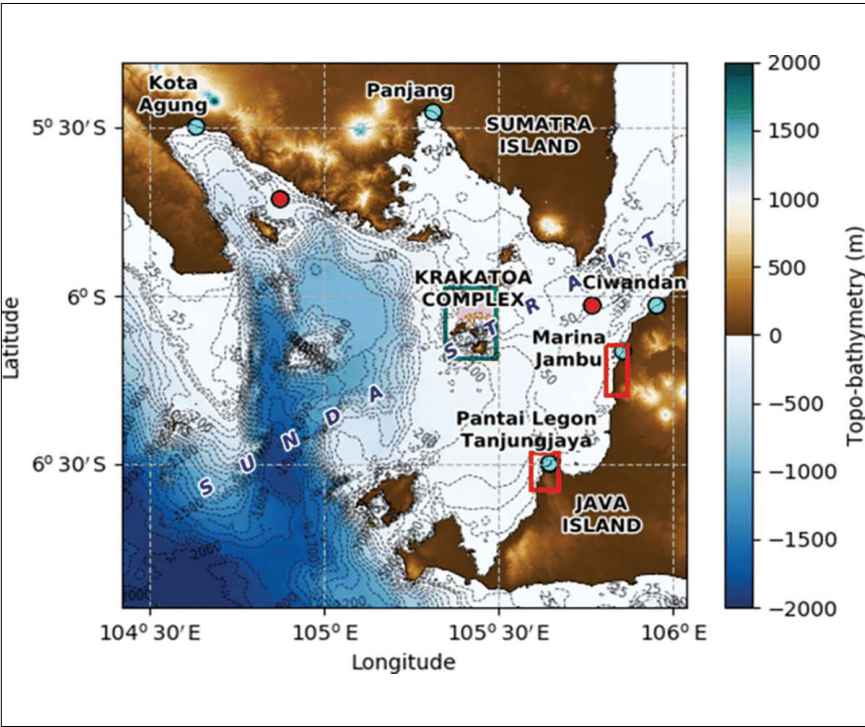 Kota
Agung
Panjang
SUMATRA
ISLAND
KRAKATOA
COMPLEX
Ciwandan
Marina
Jambu
Pantai Legon
Tanjungjaya
JAVA
ISLAND
SUNDA STRAIT
5° 30′ S
6° S
6° 30′ S
Latitude
104° 30′ E
105° E
105° 30′ E
106° E
Longitude
2000
1500
1000
500
0
−500
−1000
−1500
−2000
Topo-bathymetry (m)